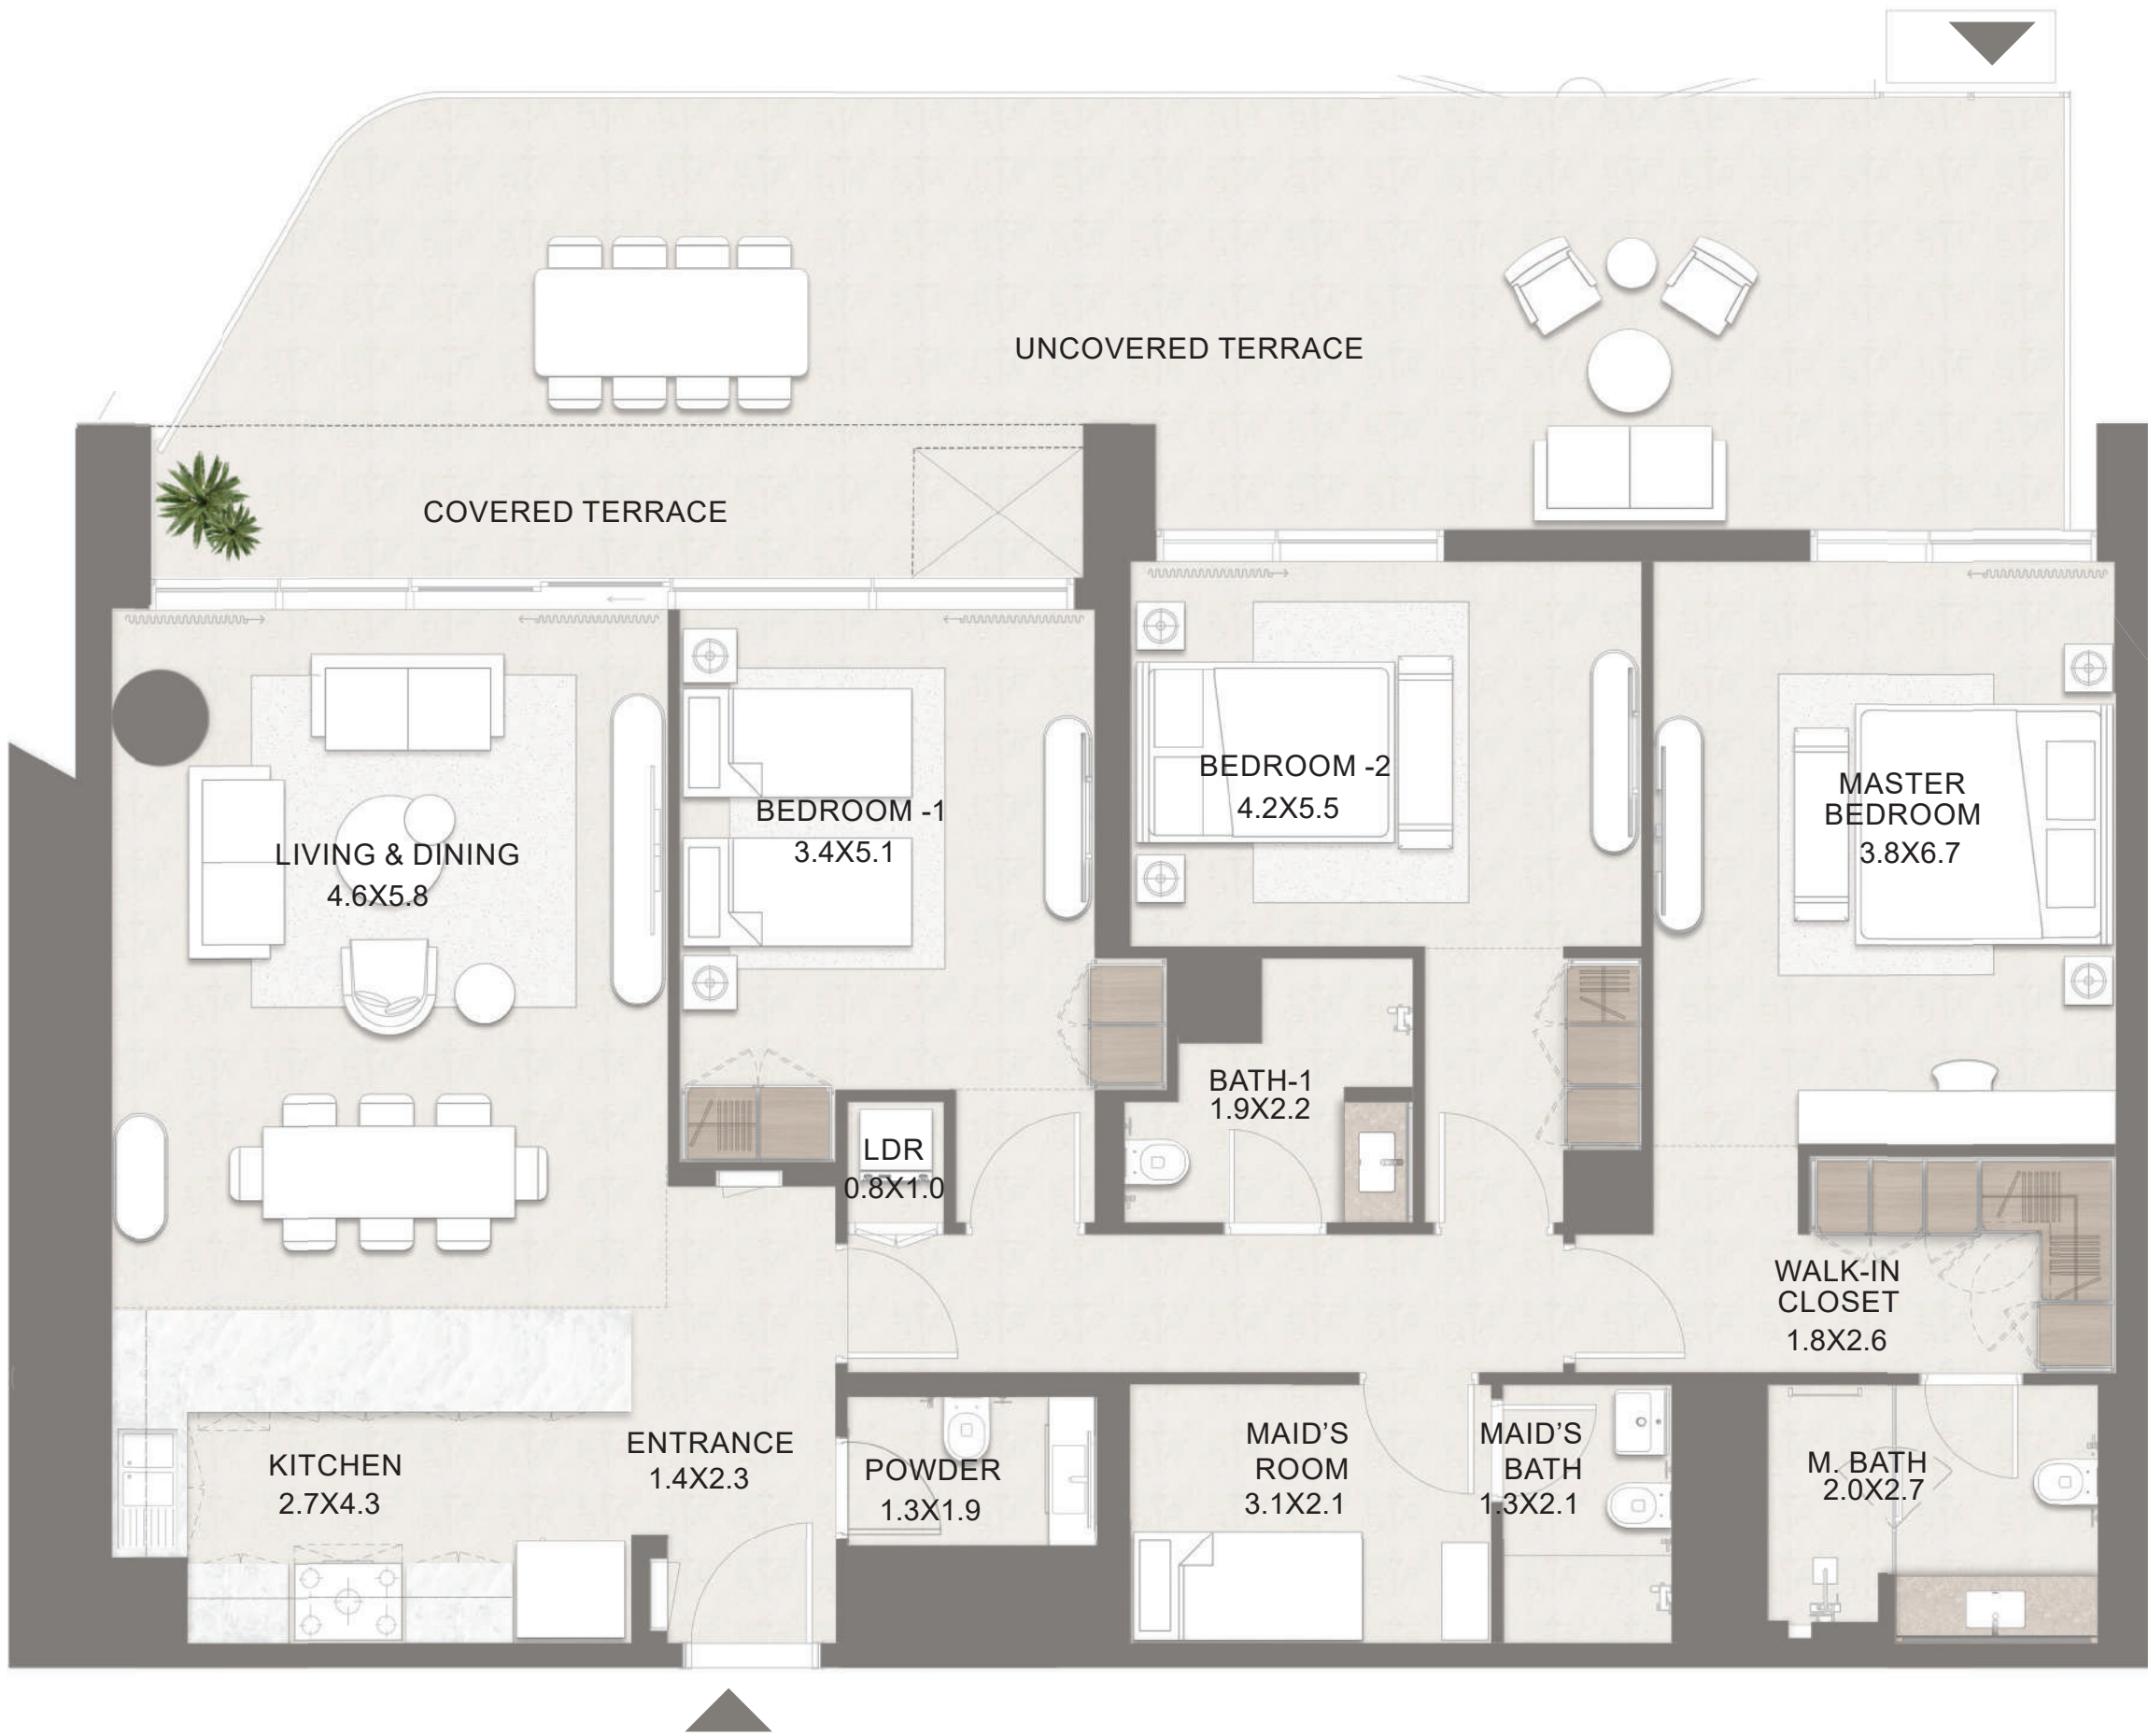 UNCOVERED TERRACE
COVERED TERRACE
LIVING & DINING
4.6X5.8
BEDROOM -1
3.4X5.1
BEDROOM -2
4.2X5.5
MASTER
BEDROOM
3.8X6.7
BATH-1
1.9X2.2
LDR
0.8X1.0
WALK-IN
CLOSET
1.8X2.6
KITCHEN
2.7X4.3
ENTRANCE
1.4X2.3
POWDER
1.3X1.9
MAID’S
ROOM
3.1X2.1
MAID’S
BATH
1.3X2.1
M. BATH
2.0X2.7